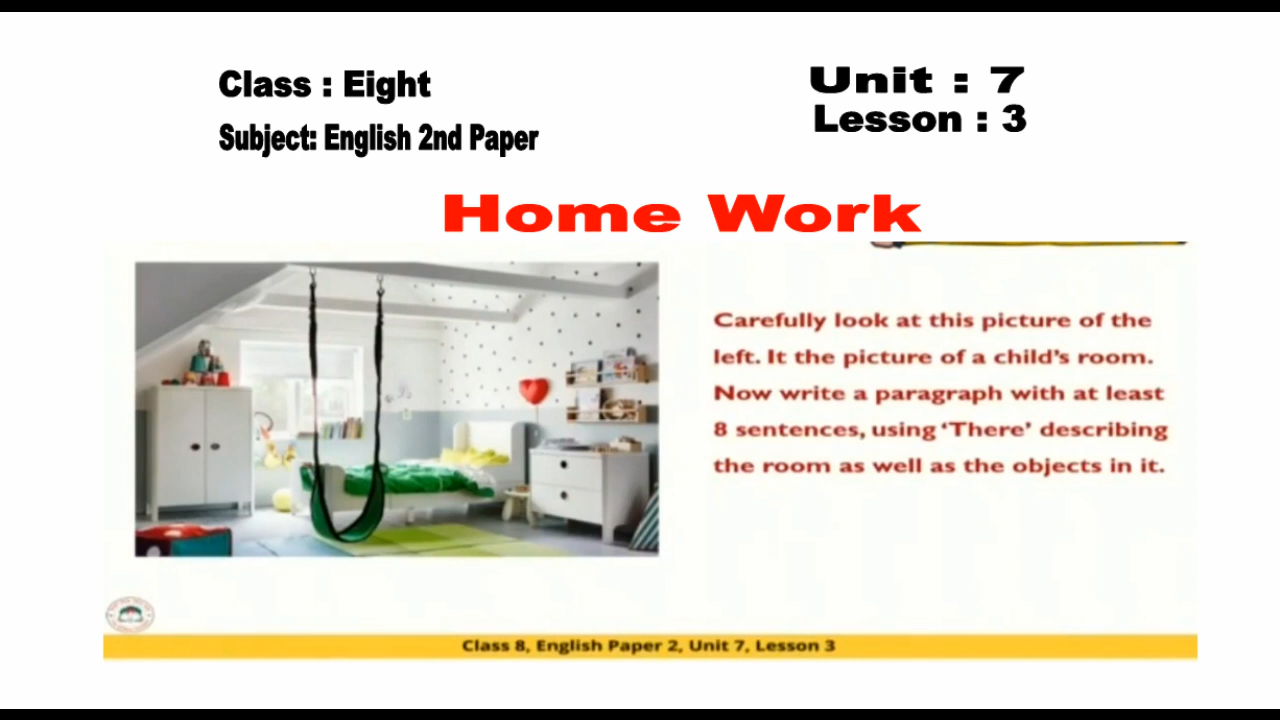 Class : Eight
Unit : 7
Subject: English 2nd Paper
Lesson : 3
Home Work
Carefully look at this picture of the
left. It the picture of a child's room.
Now write a paragraph with at least
8 sentences, using 'There' describing
the room as well as the objects in it.
Class 8, English Paper 2, Unit 7, Lesson 3